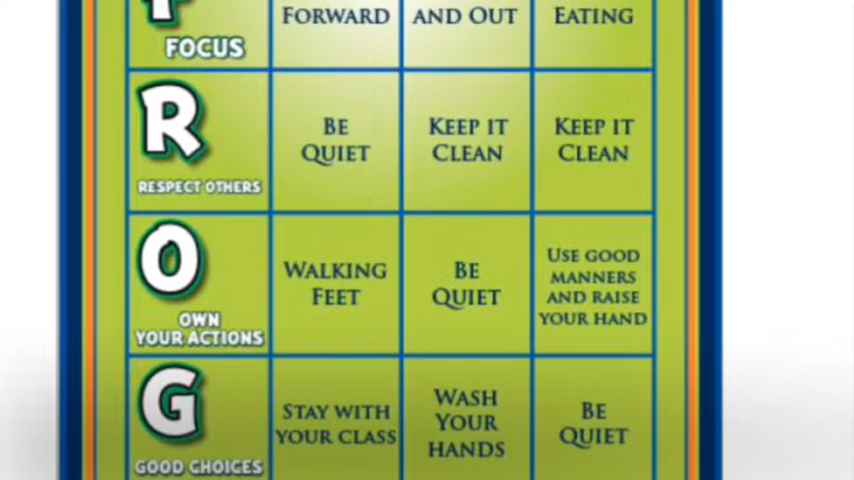 F
FOCUS
FORWARD
AND OUT
EATING
R
RESPECT OTHERS
BE
QUIET
KEEP IT
CLEAN
KEEP IT
CLEAN
O
OWN
YOUR ACTIONS
WALKING
FEET
BE
QUIET
USE GOOD
MANNERS
AND RAISE
YOUR HAND
G
GOOD CHOICES
STAY WITH
YOUR CLASS
WASH
YOUR
HANDS
BE
QUIET